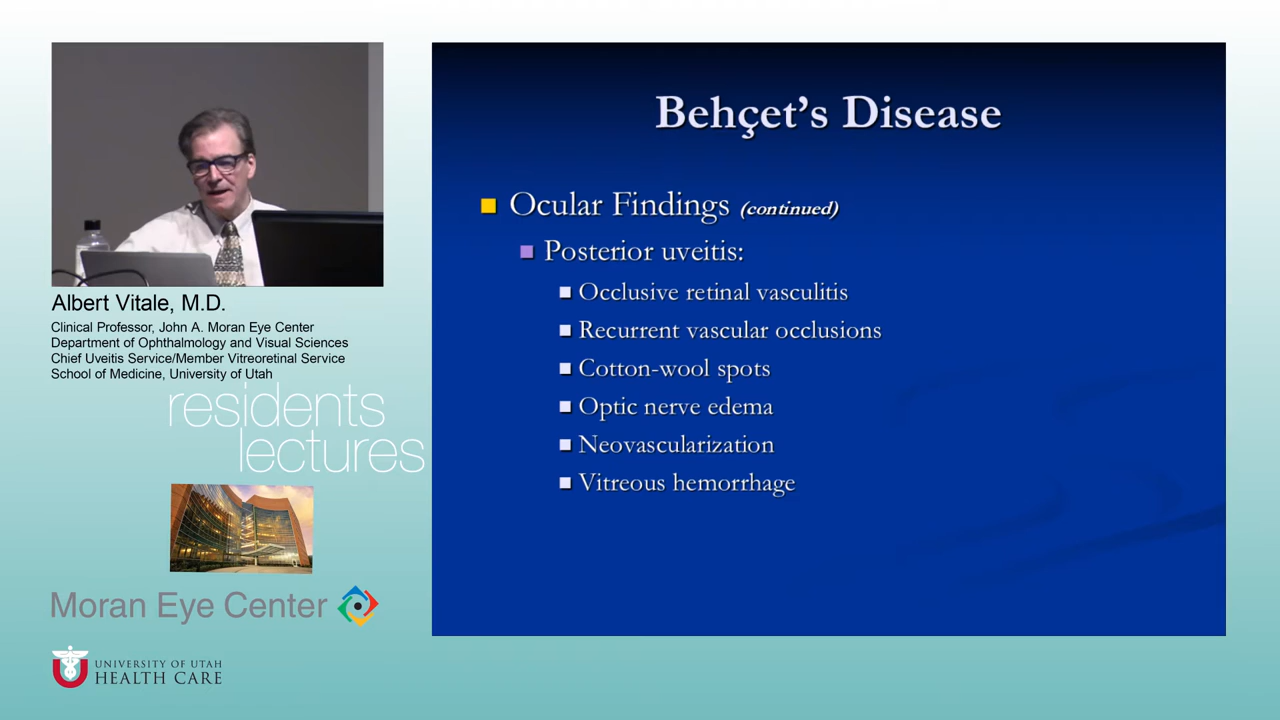 Albert Vitale, M.D.
Clinical Professor, John A. Moran Eye Center
Department of Ophthalmology and Visual Sciences
Chief Uveitis Service/Member Vitreoretinal Service
School of Medicine, University of Utah
residents
lectures
Moran Eye Center
UNIVERSITY OF UTAH
HEALTH CARE
Behçet’s Disease
Ocular Findings (continued)
Posterior uveitis:
Occlusive retinal vasculitis
Recurrent vascular occlusions
Cotton-wool spots
Optic nerve edema
Neovascularization
Vitreous hemorrhage